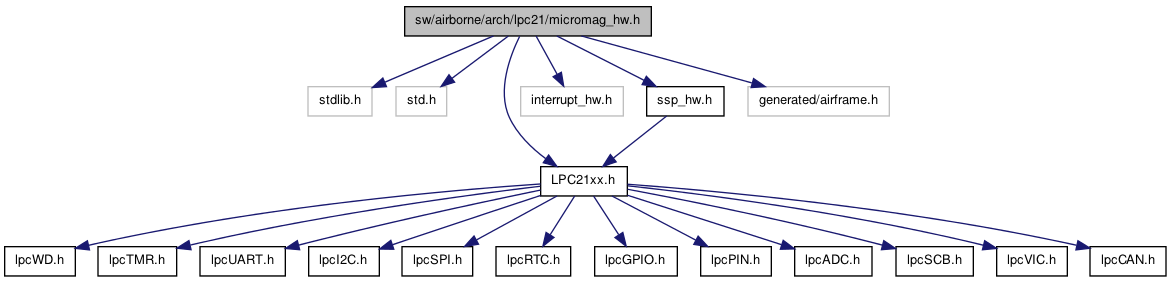 sw/airborne/arch/lpc21/micromag_hw.h
stdlib.h
std.h
interrupt_hw.h
ssp_hw.h
generated/airframe.h
LPC21xx.h
lpcWD.h
lpcTMR.h
lpcUART.h
lpcI2C.h
lpcSPI.h
lpcRTC.h
lpcGPIO.h
lpcPIN.h
lpcADC.h
lpcSCB.h
lpcVIC.h
lpcCAN.h